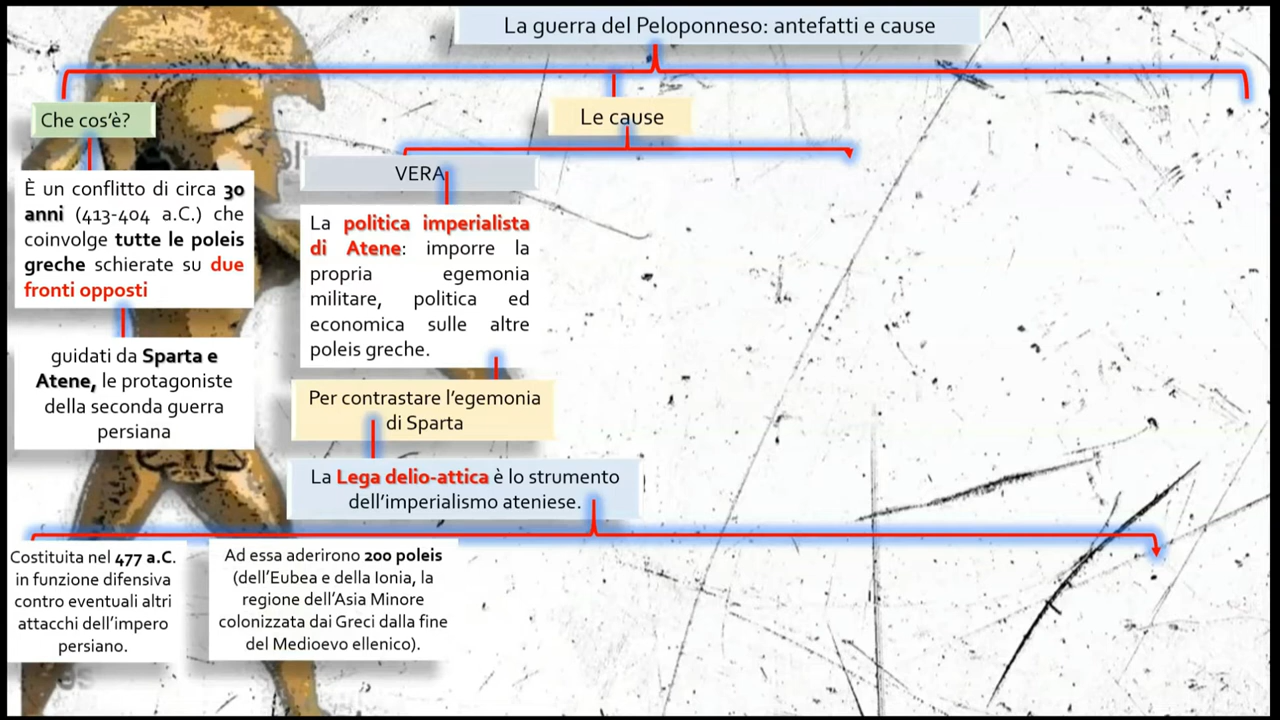 La guerra del Peloponneso: antefatti e cause
Che cos'è?
È un conflitto di circa 30
anni (413-404 a.C.) che
coinvolge tutte le poleis
greche schierate su due
fronti opposti
guidati da Sparta e
Atene, le protagoniste
della seconda guerra
persiana
Le cause
VERA
La politica imperialista
di Atene: imporre la
propria egemonia
militare, politica ed
economica sulle altre
poleis greche.
Per contrastare l'egemonia
di Sparta
La Lega delio-attica è lo strumento
dell'imperialismo ateniese.
Costituita nel 477 a.C.
in funzione difensiva
contro eventuali altri
attacchi dell'impero
persiano.
Ad essa aderirono 200 poleis
(dell'Eubea e della Ionia, la
regione dell'Asia Minore
colonizzata dai Greci dalla fine
del Medioevo ellenico).